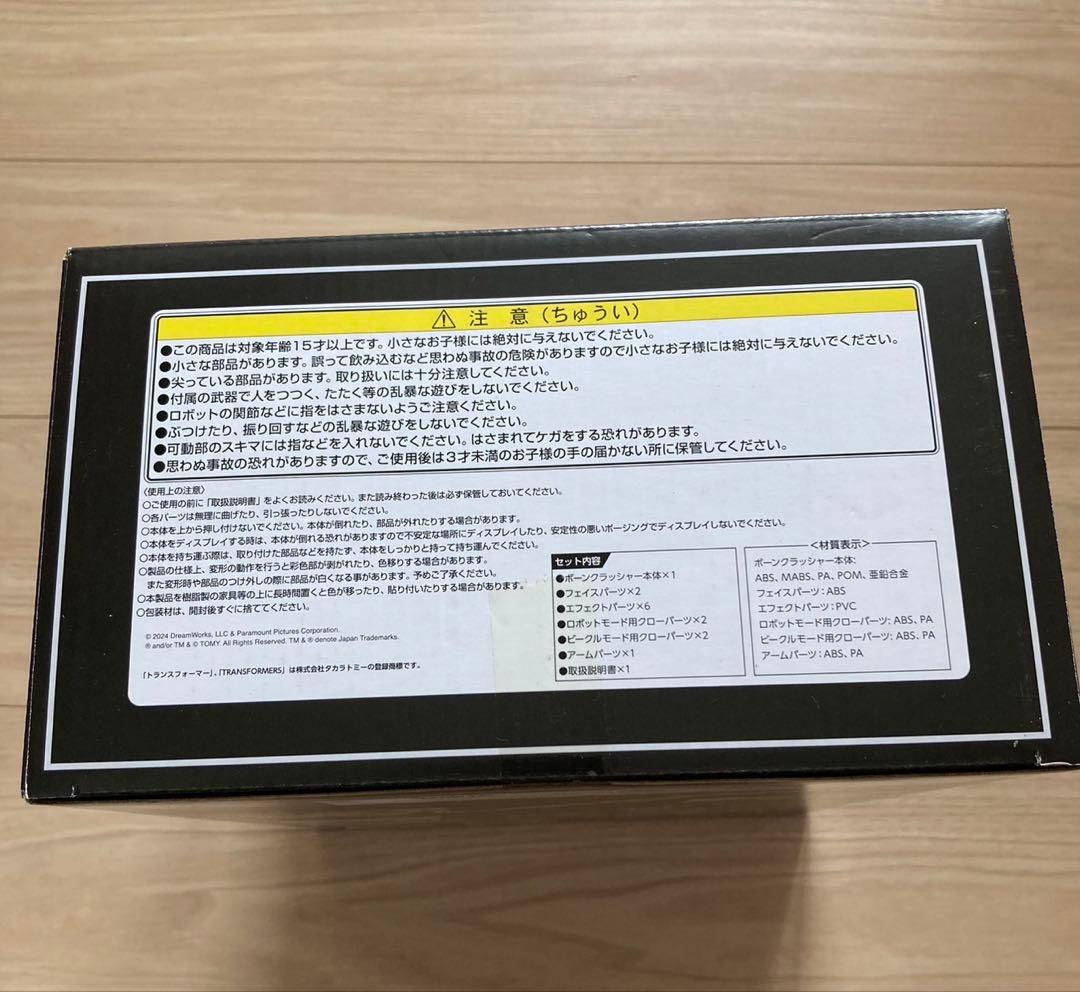 ⚠ 注 意（ちゅうい）
●この商品は対象年齢15才以上です。小さなお子様には絶対に与えないでください。
●小さな部品があります。誤って飲み込むなど思わぬ事故の危険がありますので小さなお子様には絶対に与えないでください。
●尖っている部品があります。取り扱いには十分注意してください。
●付属の武器で人をつつく、たたく等の乱暴な遊びをしないでください。
●ロボットの関節などに指をはさまないようご注意ください。
●ぶつけたり、振り回すなどの乱暴な遊びをしないでください。
●可動部のスキマには指などを入れないでください。はさまれてケガをする恐れがあります。
●思わぬ事故の恐れがありますので、ご使用後は3才未満のお子様の手の届かない所に保管してください。
〈使用上の注意〉
○ご使用の前に「取扱説明書」をよくお読みください。また読み終わった後は必ず保管しておいてください。
○各パーツは無理に曲げたり、引っ張ったりしないでください。
○本体を上から押し付けないでください。本体が倒れたり、部品が外れたりする場合があります。
○本体をディスプレイする時は、本体が倒れる恐れがありますので不安定な場所にディスプレイしたり、安定性の悪いポージングでディスプレイしないでください。
○本体を持ち運ぶ際は、取り付けた部品などを持たず、本体をしっかりと持って持ち運んでください。
○製品の仕様上、変形の動作を行うと彩色部が剥がれたり、色移りする場合があります。
また変形時や部品のつけ外しの際に部品が白くなる事があります。予めご了承ください。
○本製品を樹脂製の家具等の上に長時間置くと色が移ったり、貼り付いたりする場合があります。
○包装材は、開封後すぐに捨ててください。
© 2024 DreamWorks, LLC & Paramount Pictures Corporation.
® and/or TM & © TOMY. All Rights Reserved. TM & ® denote Japan Trademarks.
「トランスフォーマー」、「TRANSFORMERS」は株式会社タカラトミーの登録商標です。
セット内容
●ボーンクラッシャー本体×1
●フェイスパーツ×2
●エフェクトパーツ×6
●ロボットモード用クローパーツ×2
●ビークルモード用クローパーツ×2
●アームパーツ×1
●取扱説明書×1
＜材質表示＞
ボーンクラッシャー本体：
ABS、MABS、PA、POM、亜鉛合金
フェイスパーツ：ABS
エフェクトパーツ：PVC
ロボットモード用クローパーツ：ABS、PA
ビークルモード用クローパーツ：ABS、PA
アームパーツ：ABS、PA